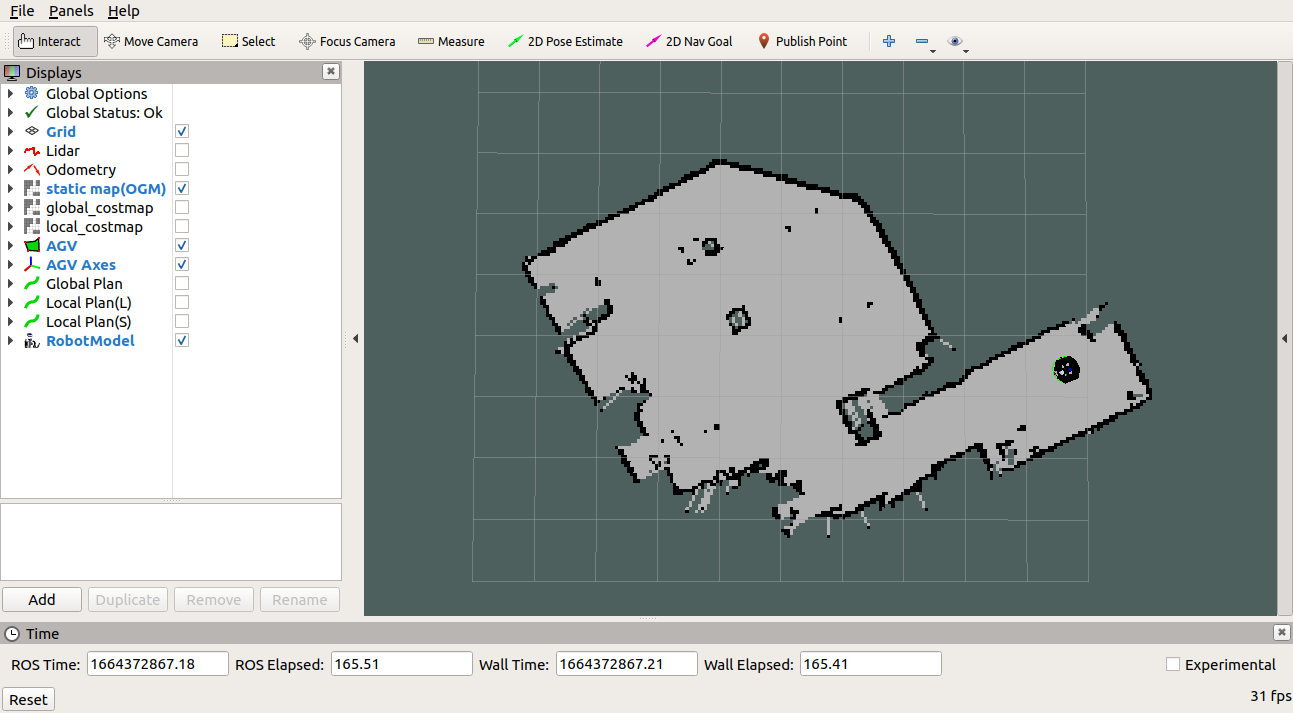 File Panels Help
Interact Move Camera Select Focus Camera Measure 2D Pose Estimate 2D Nav Goal Publish Point
Displays
Global Options
Global Status: Ok
Grid
Lidar
Odometry
static map(OGM)
global_costmap
local_costmap
AGV
AGV Axes
Global Plan
Local Plan(L)
Local Plan(S)
RobotModel
Add Duplicate Remove Rename
Time
ROS Time: 1664372867.18 ROS Elapsed: 165.51 Wall Time: 1664372867.21 Wall Elapsed: 165.41 Experimental
Reset 31 fps